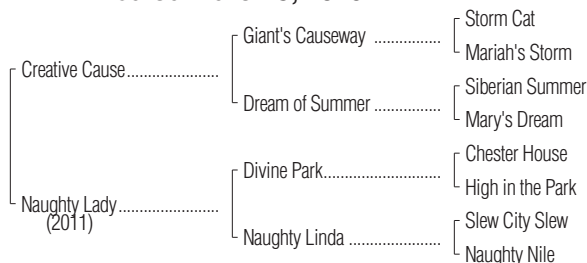 Storm Cat
Giant's Causeway ................
Mariah's Storm
Creative Cause......................
Siberian Summer
Dream of Summer ................
Mary's Dream
Chester House
Divine Park............................
High in the Park
Naughty Lady........................
(2011)
Slew City Slew
Naughty Linda ......................
Naughty Nile